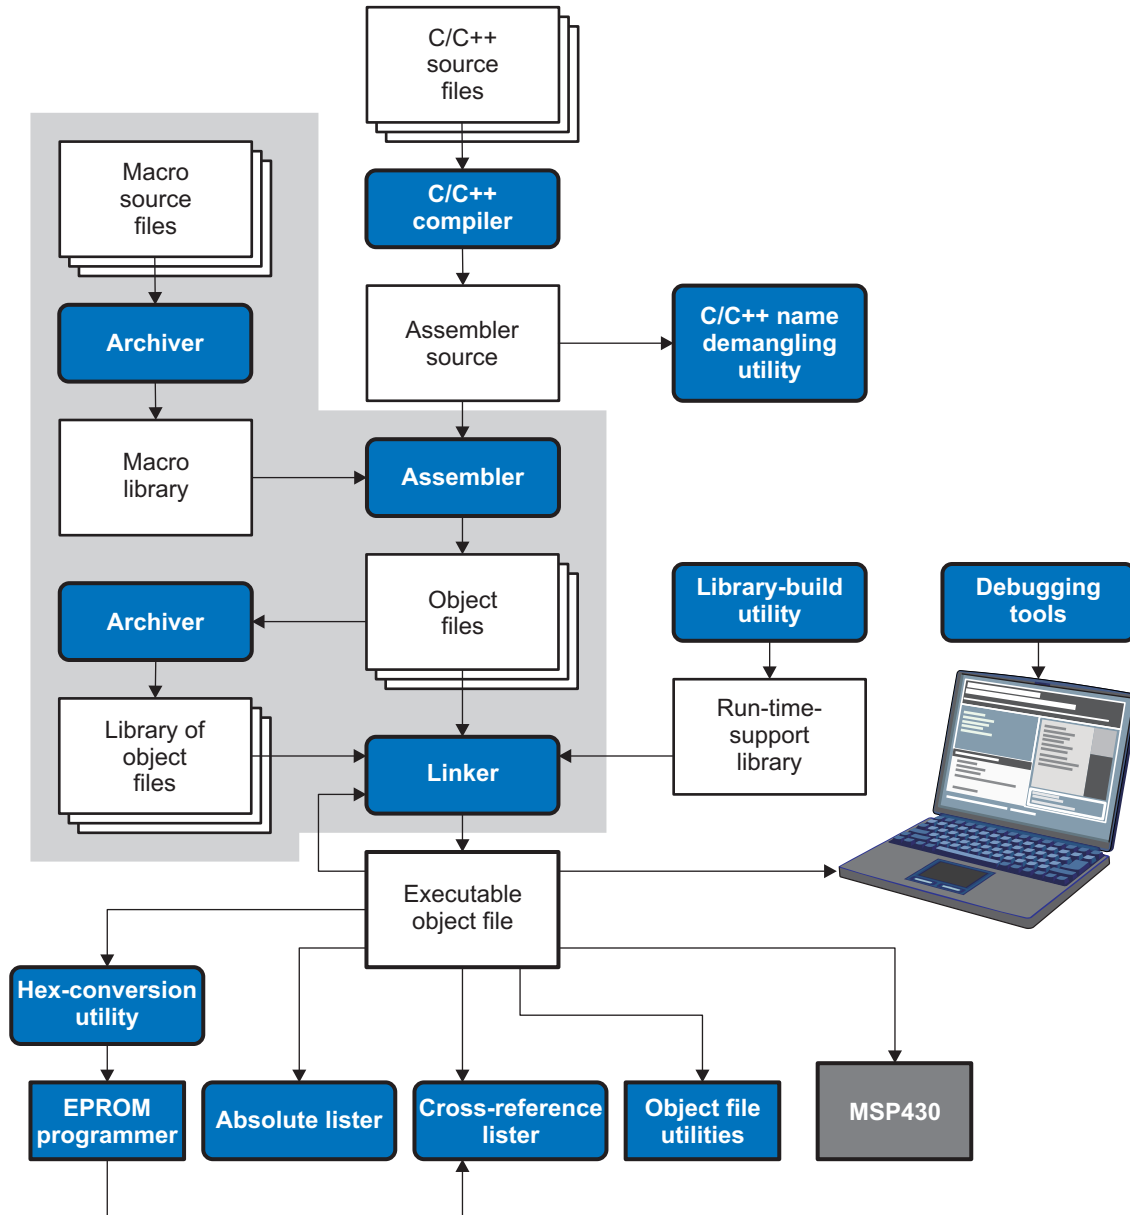 C/C++
source
files
Macro
source
files
C/C++
compiler
Archiver
Assembler
source
C/C++ name
demangling
utility
Macro
library
Assembler
Archiver
Object
files
Library-build
utility
Debugging
tools
Library of
object
files
Linker
Run-time-
support
library
Executable
object file
Hex-conversion
utility
EPROM
programmer
Absolute lister
Cross-reference
lister
Object file
utilities
MSP430